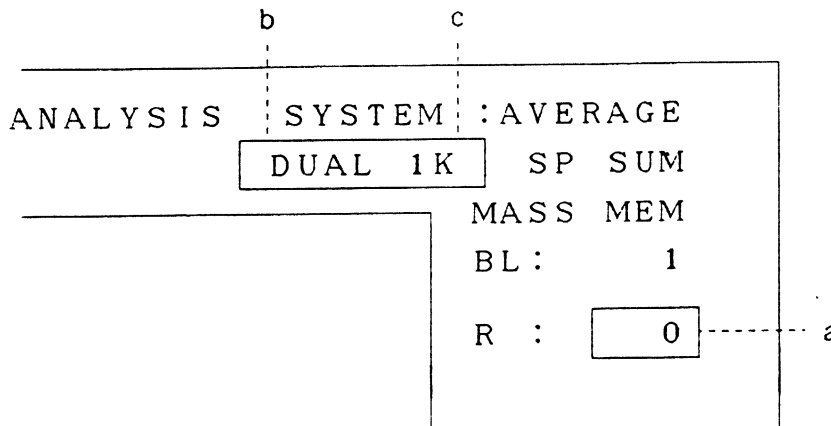 b c
ANALYSIS SYSTEM :AVERAGE
DUAL 1K SP SUM
MASS MEM
BL: 1
R : 0 a